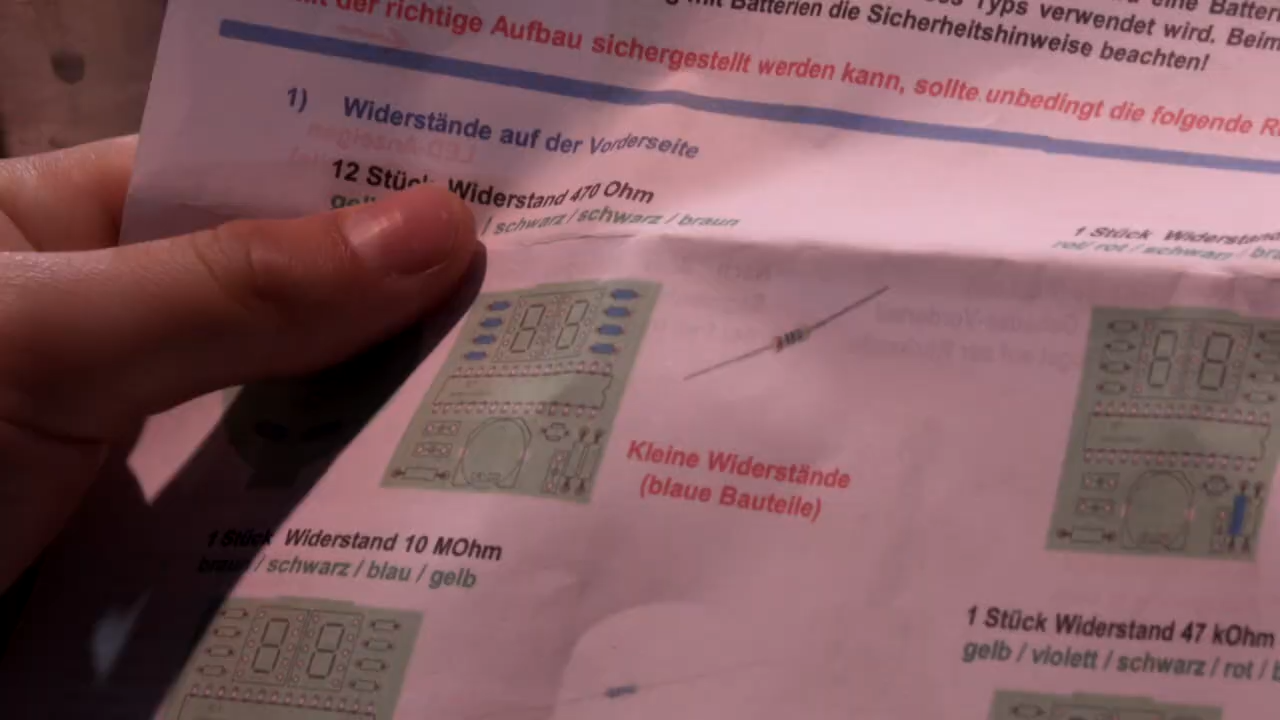 eine Batter
Typs verwendet wird. Beim
mit Batterien die Sicherheitshinweise beachten!
der richtige Aufbau sichergestellt werden kann, sollte unbedingt die folgende R
1) Widerstände auf der Vorderseite
12 Stück Widerstand 470 Ohm
/ schwarz / schwarz / braun
1 Stück Widerstand
rot / rot / schwarz / bra
Kleine Widerstände
(blaue Bauteile)
1 Stück Widerstand 10 MOhm
braun / schwarz / blau / gelb
1 Stück Widerstand 47 kOhm
gelb / violett / schwarz / rot / b